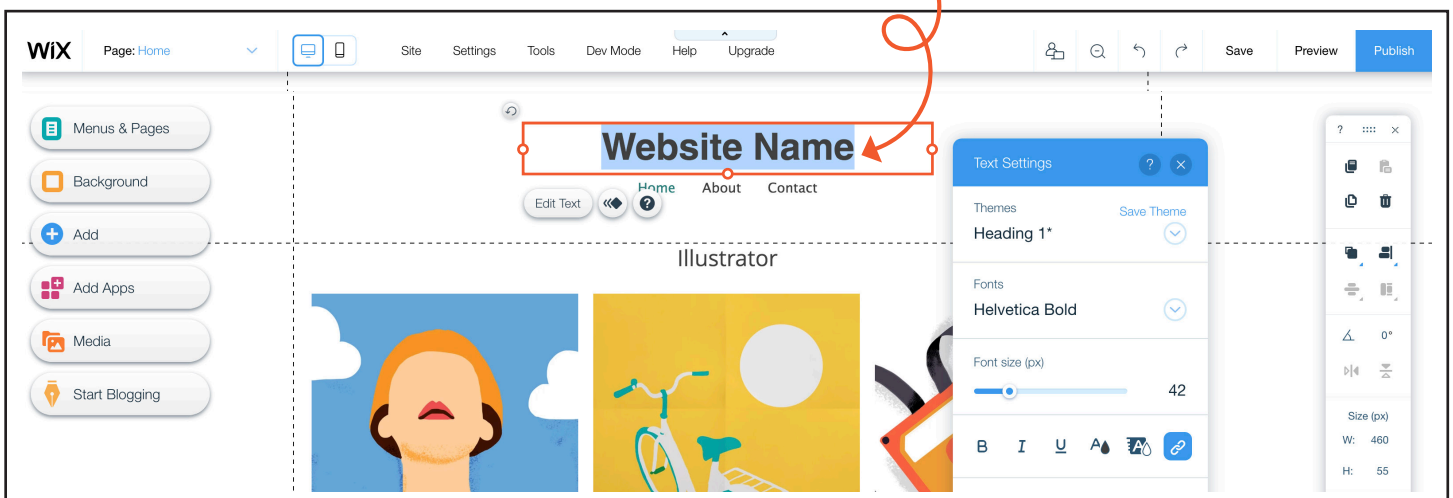 WiX
Page: Home
Site Settings Tools Dev Mode Help Upgrade
Save Preview Publish
Menus & Pages
Background
Add
Add Apps
Media
Start Blogging
Website Name
Home About Contact
Edit Text
?
Illustrator
Text Settings ? ×
Themes Save Theme
Heading 1*
Fonts
Helvetica Bold
Font size (px)
42
B I U A A
? ×
0°
Size (px)
W: 460
H: 55